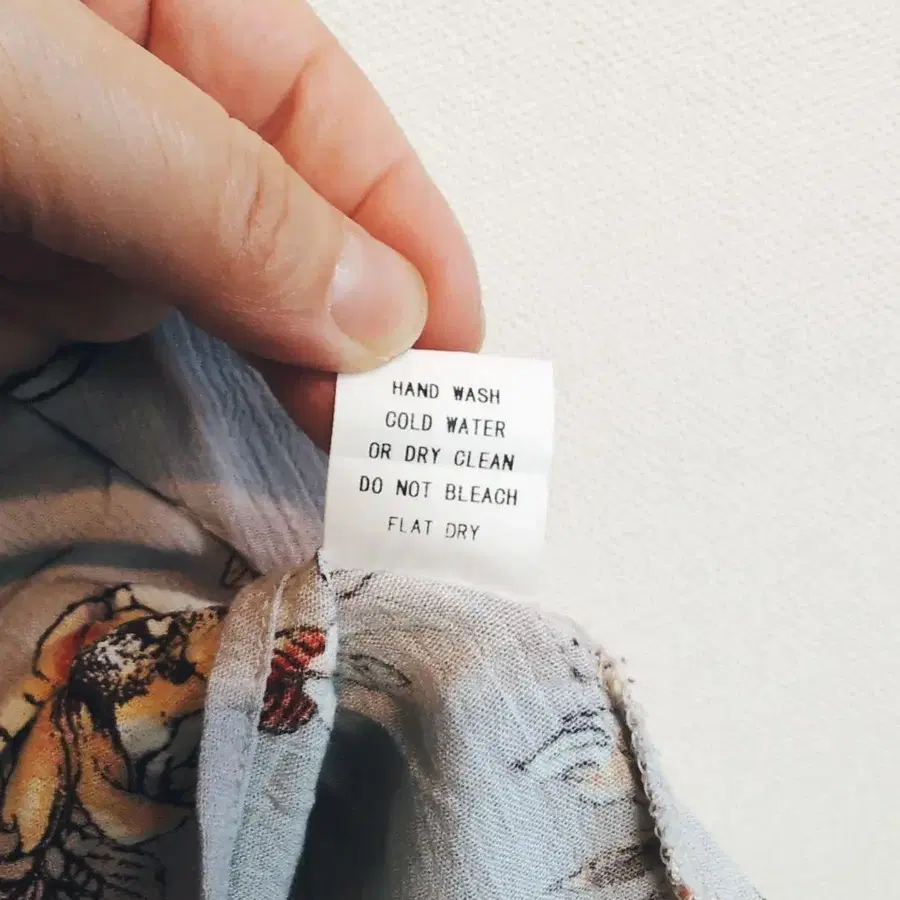 HAND WASH
COLD WATER
OR DRY CLEAN
DO NOT BLEACH
FLAT DRY